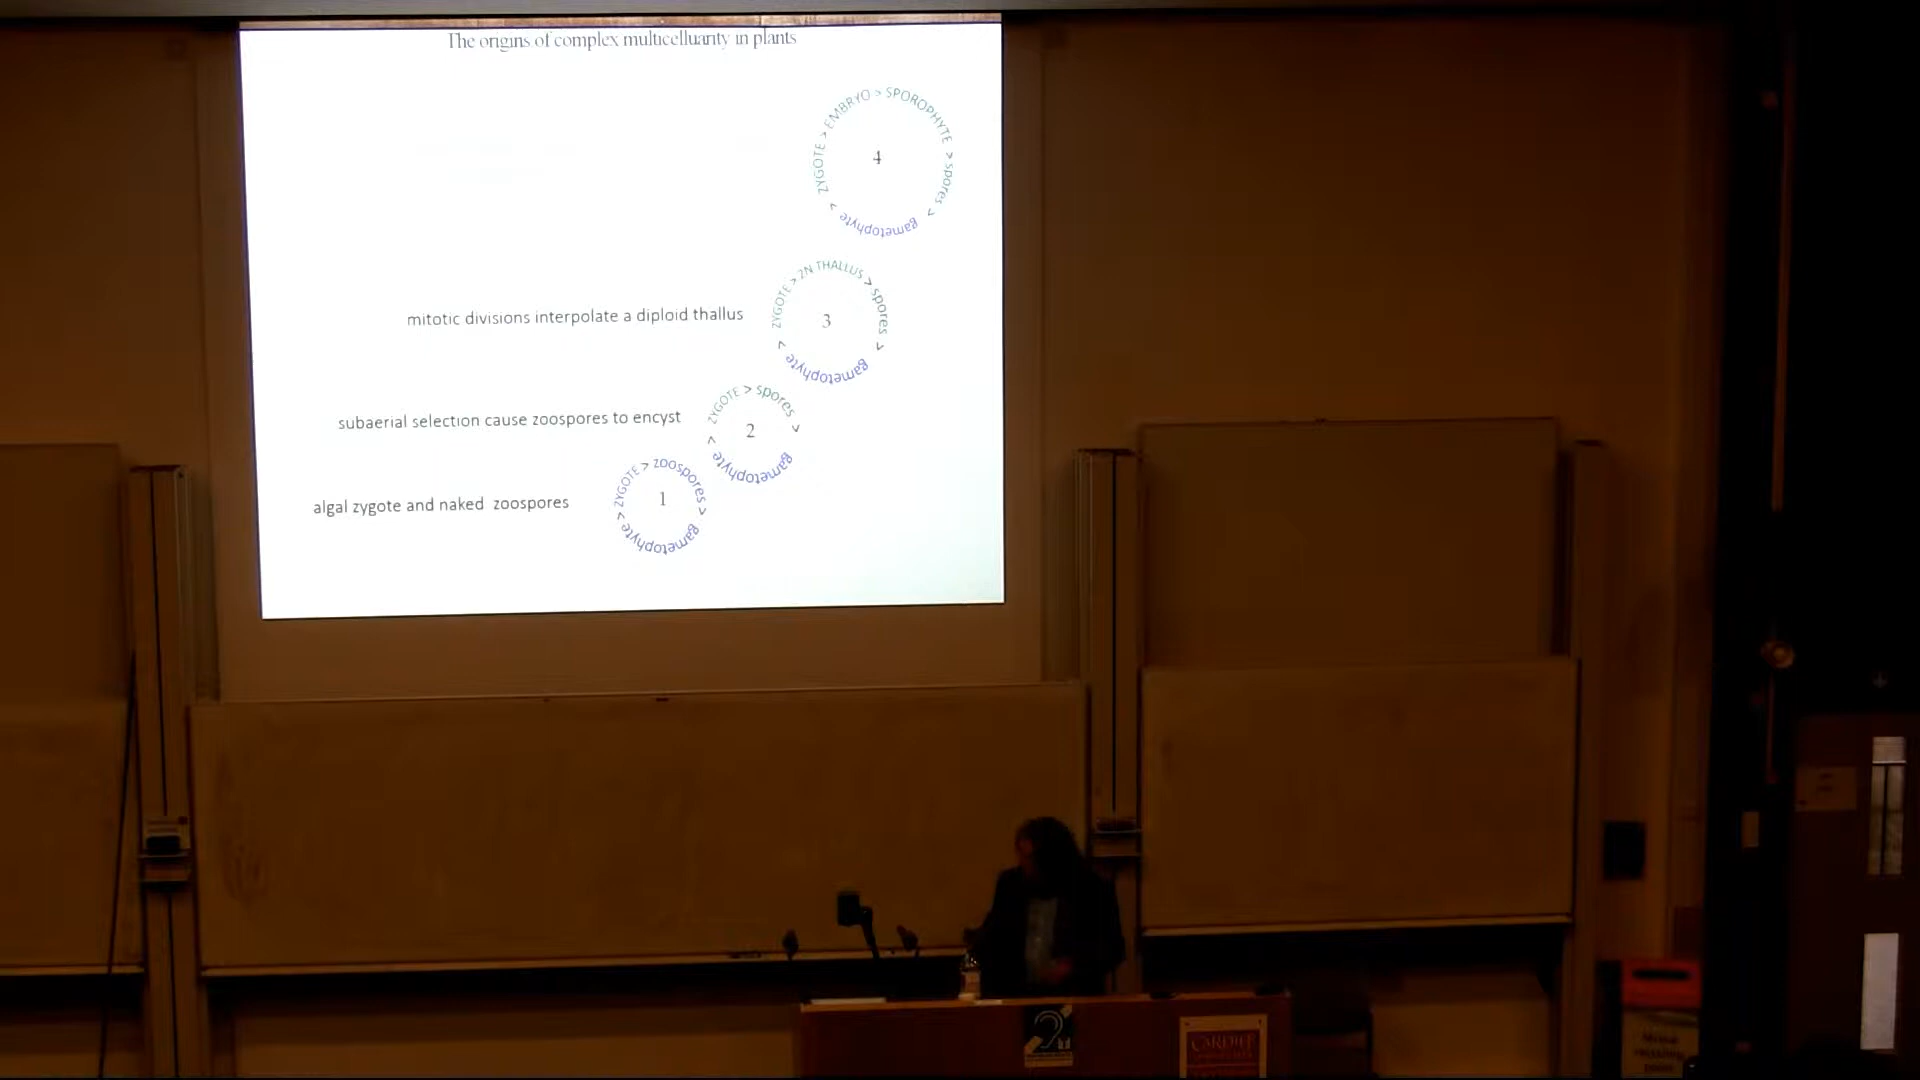 The origins of complex multicelluarity in plants
ZYGOTE > EMBRYO > SPOROPHYTE > spores > gametophyte >
4
mitotic divisions interpolate a diploid thallus
ZYGOTE > 2N THALLUS > spores > gametophyte >
3
subaerial selection cause zoospores to encyst
ZYGOTE > spores > gametophyte >
2
algal zygote and naked zoospores
ZYGOTE > zoospores > gametophyte >
1
CARDIFF